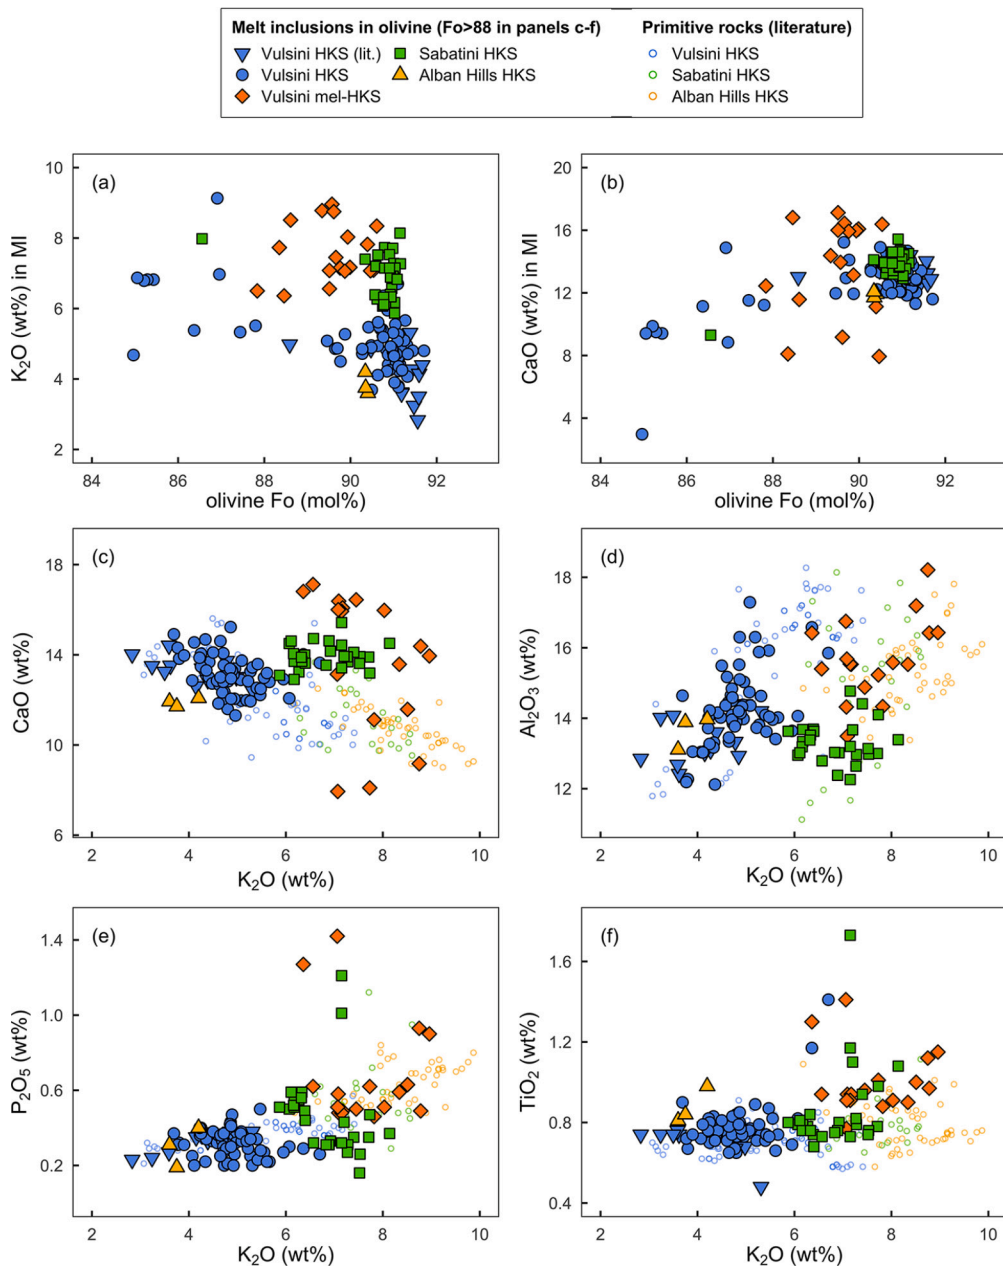 Melt inclusions in olivine (Fo>88 in panels c-f) Primitive rocks (literature)
Vulsini HKS (lit.) Sabatini HKS Vulsini HKS
Vulsini HKS Alban Hills HKS Sabatini HKS
Vulsini mel-HKS Alban Hills HKS
(a)
K₂O (wt%) in MI
10
8
6
4
2
84 86 88 90 92
olivine Fo (mol%)
(b)
CaO (wt%) in MI
20
16
12
8
4
84 86 88 90 92
olivine Fo (mol%)
(c)
CaO (wt%)
18
14
10
6
2 4 6 8 10
K₂O (wt%)
(d)
Al₂O₃ (wt%)
18
16
14
12
2 4 6 8 10
K₂O (wt%)
(e)
P₂O₅ (wt%)
1.4
1.0
0.6
0.2
2 4 6 8 10
K₂O (wt%)
(f)
TiO₂ (wt%)
1.6
1.2
0.8
0.4
2 4 6 8 10
K₂O (wt%)